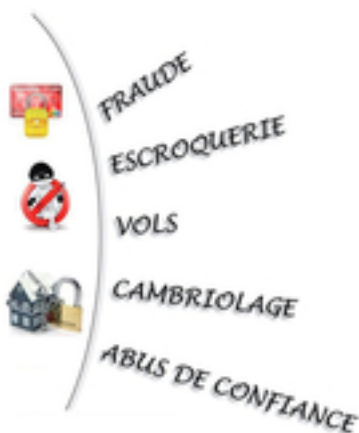 FRAUDE
ESCROQUERIE
VOLS
CAMBRIOLAGE
ABUS DE CONFIANCE